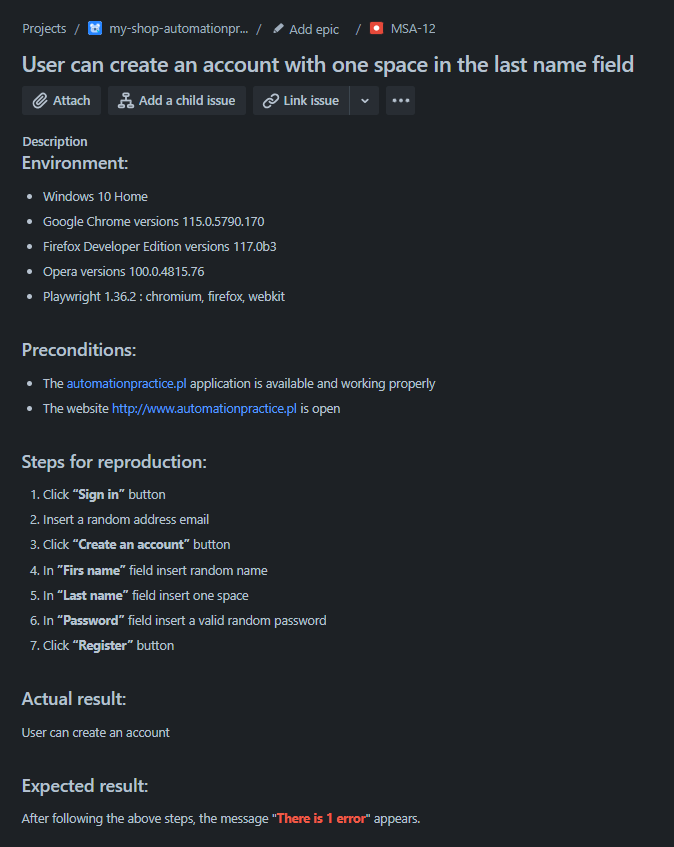 Projects / my-shop-automationpr... / Add epic / MSA-12
User can create an account with one space in the last name field
Attach Add a child issue Link issue
Description
Environment:
• Windows 10 Home
• Google Chrome versions 115.0.5790.170
• Firefox Developer Edition versions 117.0b3
• Opera versions 100.0.4815.76
• Playwright 1.36.2 : chromium, firefox, webkit
Preconditions:
• The automationpractice.pl application is available and working properly
• The website http://www.automationpractice.pl is open
Steps for reproduction:
1. Click “Sign in” button
2. Insert a random address email
3. Click “Create an account” button
4. In ”Firs name” field insert random name
5. In “Last name” field insert one space
6. In “Password” field insert a valid random password
7. Click “Register” button
Actual result:
User can create an account
Expected result:
After following the above steps, the message "There is 1 error" appears.